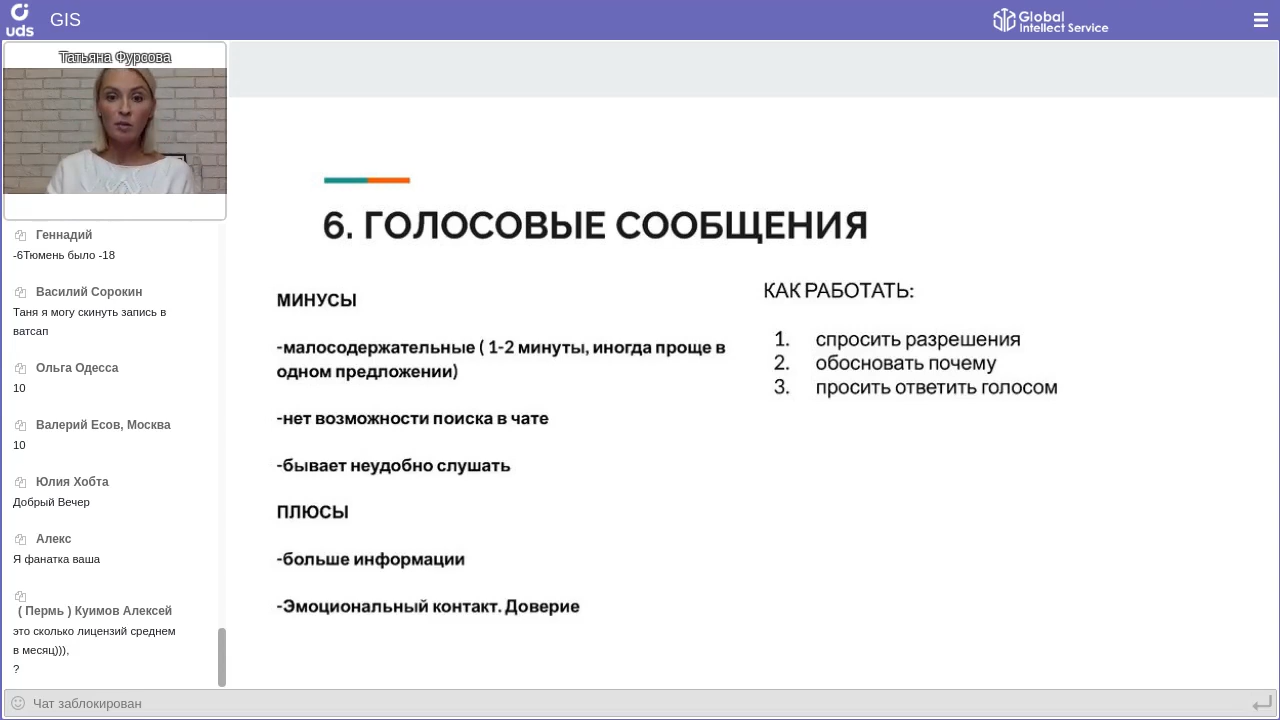 uds
GIS
Global
Intellect Service
Татьяна Фурсова
Геннадий
-6Тюмень было -18
Василий Сорокин
Таня я могу скинуть запись в
ватсап
Ольга Одесса
10
Валерий Есов, Москва
10
Юлия Хобта
Добрый Вечер
Алекс
Я фанатка ваша
( Пермь ) Куимов Алексей
это сколько лицензий среднем
в месяц))),
?
Чат заблокирован
6. ГОЛОСОВЫЕ СООБЩЕНИЯ
МИНУСЫ
-малосодержательные ( 1-2 минуты, иногда проще в
одном предложении)
-нет возможности поиска в чате
-бывает неудобно слушать
ПЛЮСЫ
-больше информации
-Эмоциональный контакт. Доверие
КАК РАБОТАТЬ:
1. спросить разрешения
2. обосновать почему
3. просить ответить голосом